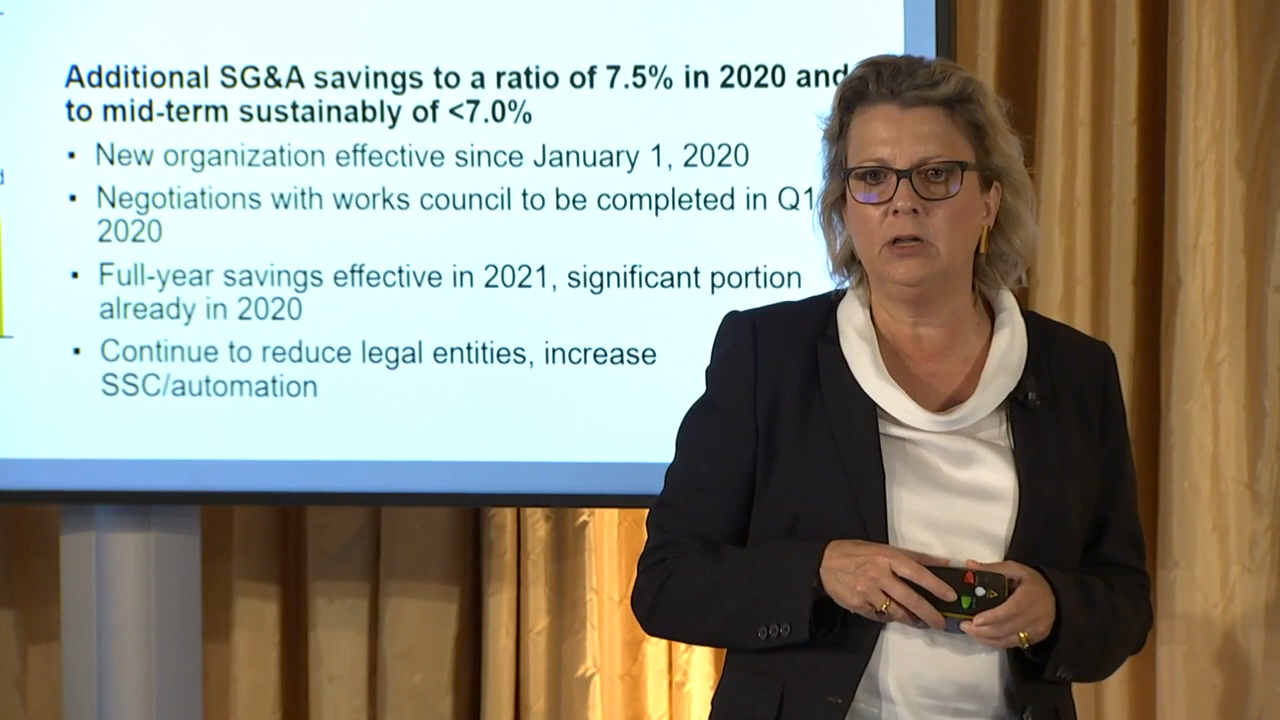 Additional SG&A savings to a ratio of 7.5% in 2020 and
to mid-term sustainably of <7.0%
▪ New organization effective since January 1, 2020
▪ Negotiations with works council to be completed in Q1
2020
▪ Full-year savings effective in 2021, significant portion
already in 2020
▪ Continue to reduce legal entities, increase
SSC/automation